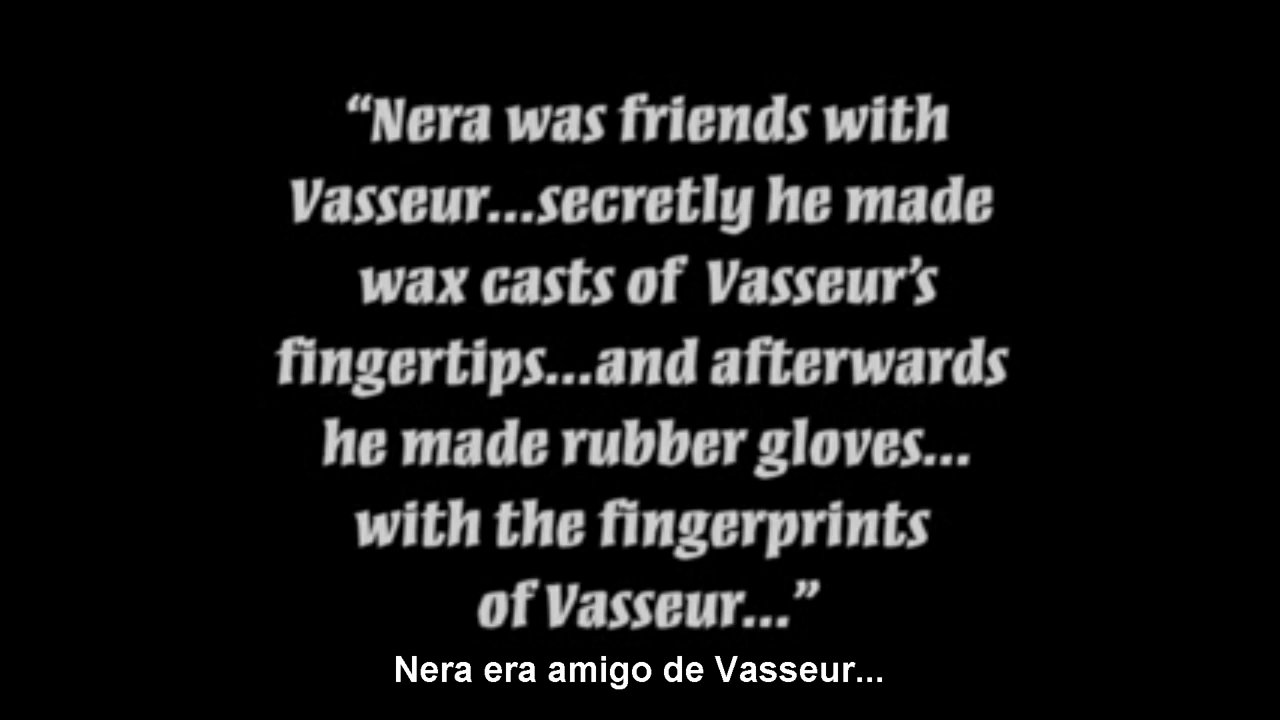 “Nera was friends with
Vasseur...secretly he made
wax casts of Vasseur’s
fingertips...and afterwards
he made rubber gloves...
with the fingerprints
of Vasseur...”
Nera era amigo de Vasseur...